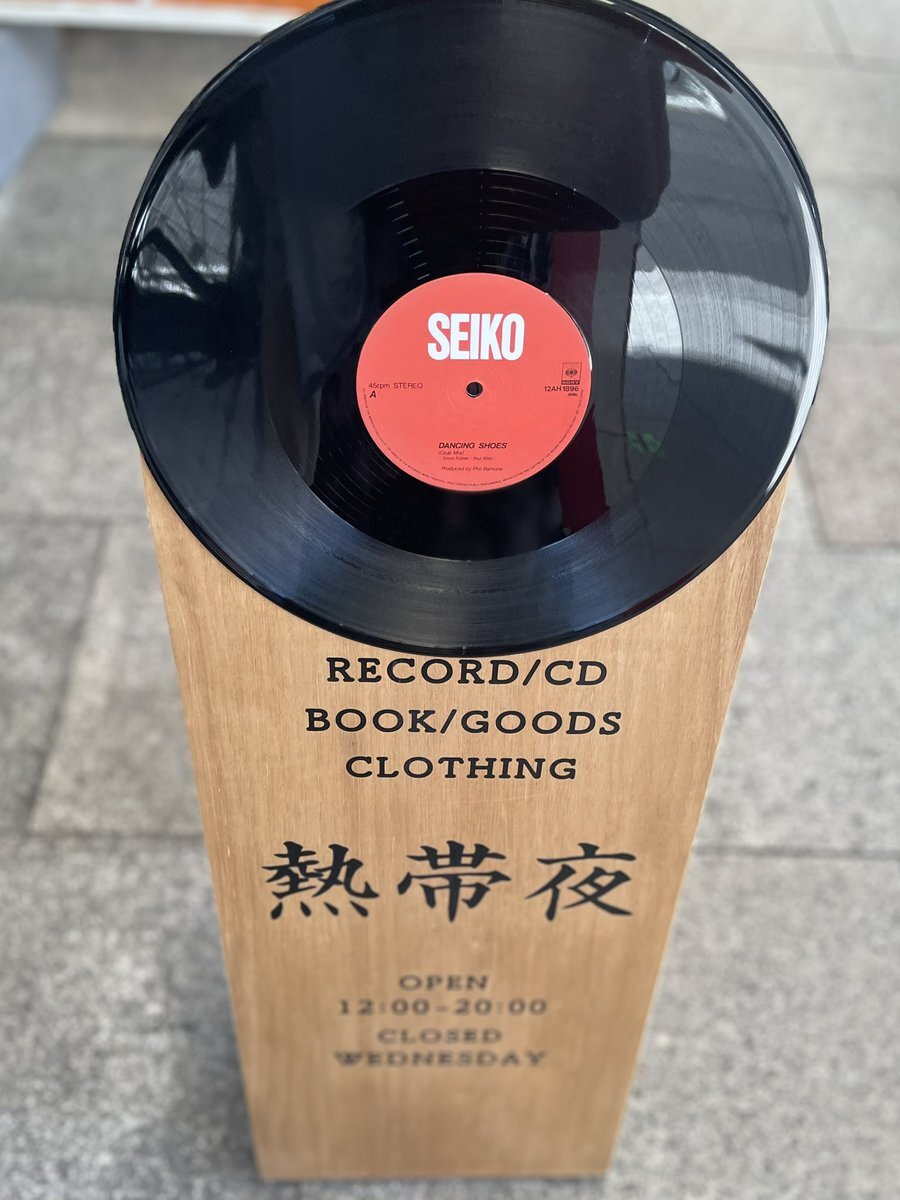 SEIKO
45rpm STEREO
A
SONY
12AH 1896
DANCING SHOES
(Club Mix)
Produced by Phil Ramone
RECORD/CD
BOOK/GOODS
CLOTHING
熱帯夜
OPEN
12:00-20:00
CLOSED
WEDNESDAY